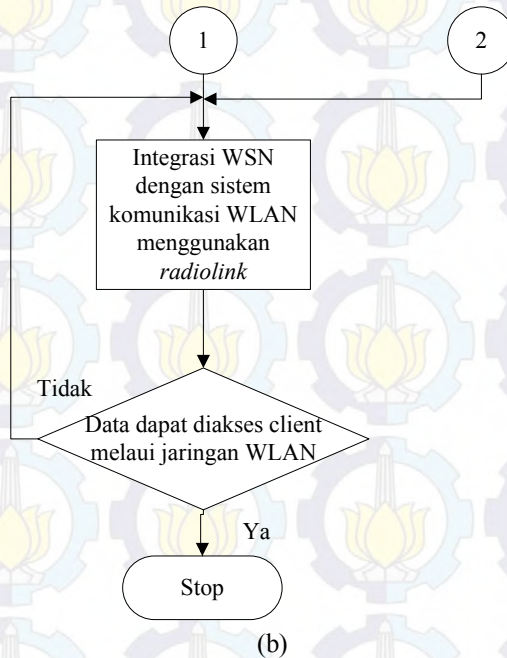 1
2
Integrasi WSN
dengan sistem
komunikasi WLAN
menggunakan
radiolink
Tidak
Data dapat diakses client
melaui jaringan WLAN
Ya
Stop
(b)